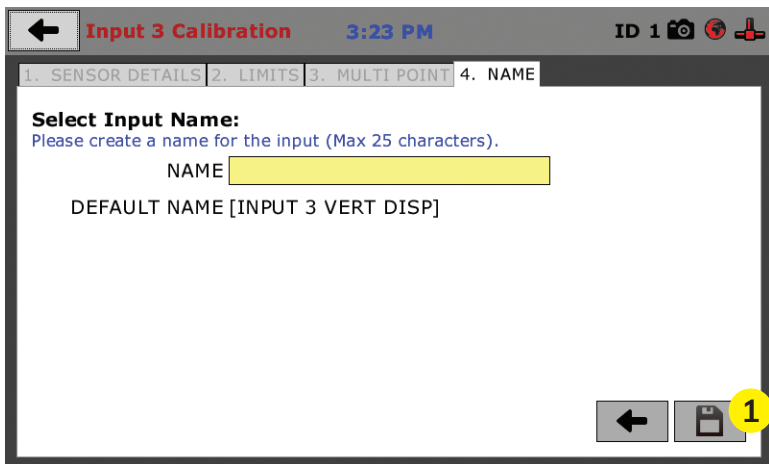 Input 3 Calibration 3:23 PM ID 1
1. SENSOR DETAILS 2. LIMITS 3. MULTI POINT 4. NAME
Select Input Name:
Please create a name for the input (Max 25 characters).
NAME
DEFAULT NAME [INPUT 3 VERT DISP]
1